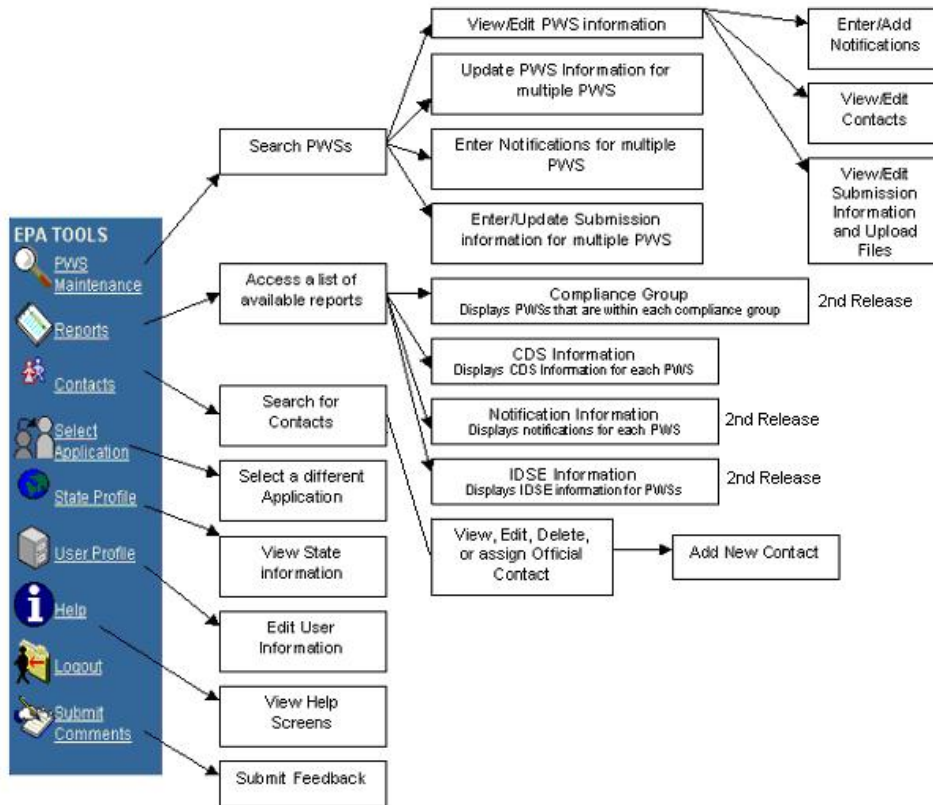 View/Edit PWS information
Enter/Add
Notifications
Update PWS Information for
multiple PWS
View/Edit
Contacts
Search PWSs
Enter Notifications for multiple
PWS
View/Edit
Submission
Information
and Upload
Files
Enter/Update Submission
information for multiple PWS
EPA TOOLS
PWS
Maintenance
Access a list of
available reports
Compliance Group
Displays PWSs that are within each compliance group
2nd Release
Reports
CDS Information
Displays CDS Information for each PWS
Contacts
Search for
Contacts
Notification Information
Displays notifications for each PWS
2nd Release
Select
Application
Select a different
Application
IDSE Information
Displays IDSE information for PWSs
2nd Release
State Profile
View State
information
View, Edit, Delete,
or assign Official
Contact
Add New Contact
User Profile
Edit User
Information
Help
View Help
Screens
Logout
Submit
Comments
Submit Feedback